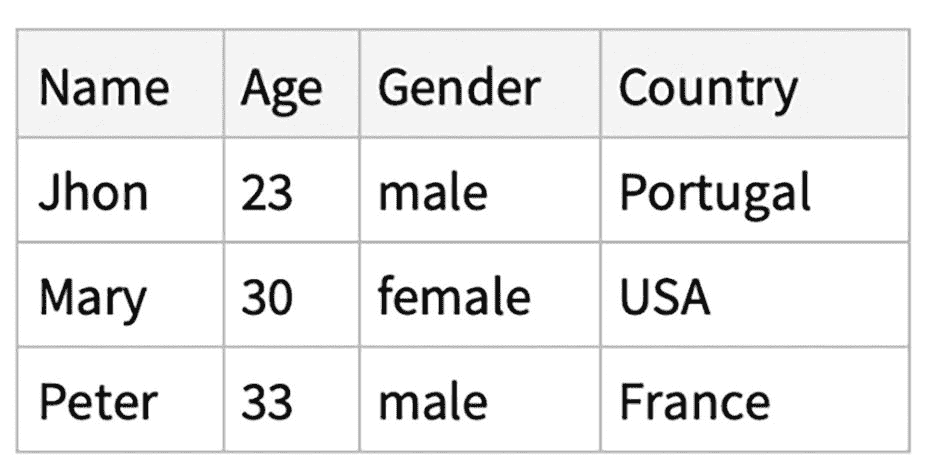 Name Age Gender Country
Jhon 23 male Portugal
Mary 30 female USA
Peter 33 male France